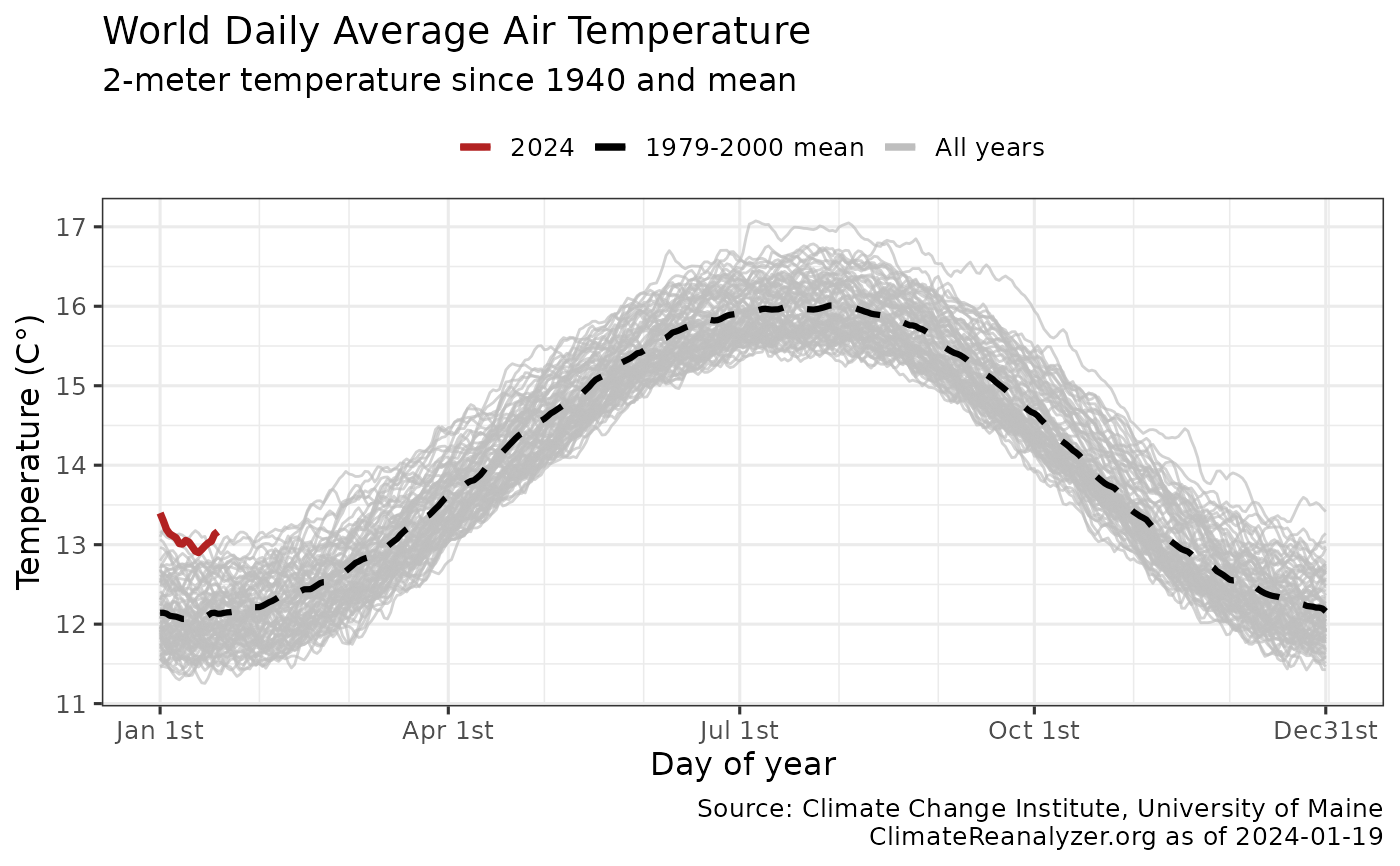 World Daily Average Air Temperature
2-meter temperature since 1940 and mean
2024 1979-2000 mean All years
Temperature (C°)
17
16
15
14
13
12
11
Jan 1st Apr 1st Jul 1st Oct 1st Dec31st
Day of year
Source: Climate Change Institute, University of Maine
ClimateReanalyzer.org as of 2024-01-19